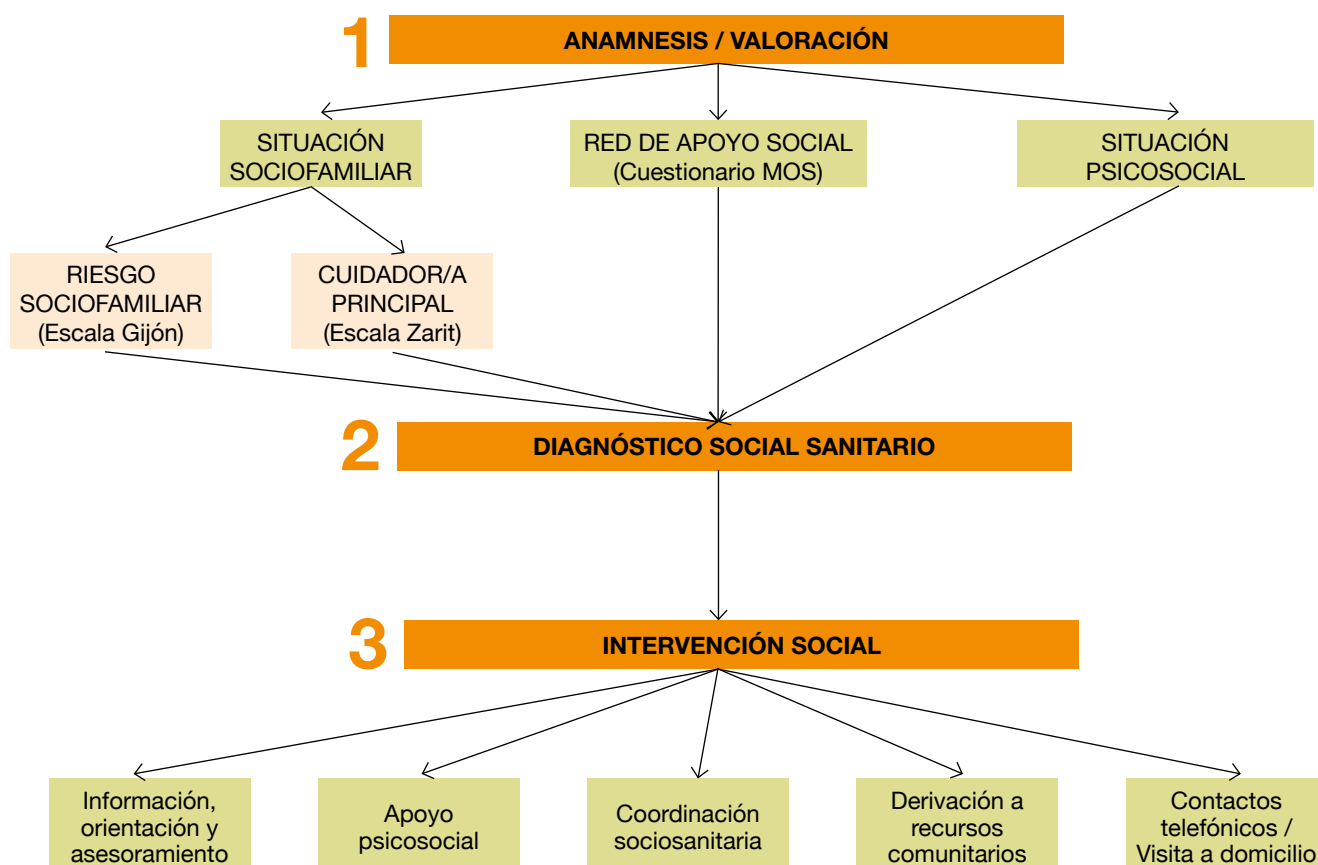 1
ANAMNESIS / VALORACIÓN
SITUACIÓN
SOCIOFAMILIAR
RED DE APOYO SOCIAL
(Cuestionario MOS)
SITUACIÓN
PSICOSOCIAL
RIESGO
SOCIOFAMILIAR
(Escala Gijón)
CUIDADOR/A
PRINCIPAL
(Escala Zarit)
2
DIAGNÓSTICO SOCIAL SANITARIO
3
INTERVENCIÓN SOCIAL
Información,
orientación y
asesoramiento
Apoyo
psicosocial
Coordinación
sociosanitaria
Derivación a
recursos
comunitarios
Contactos
telefónicos /
Visita a domicilio